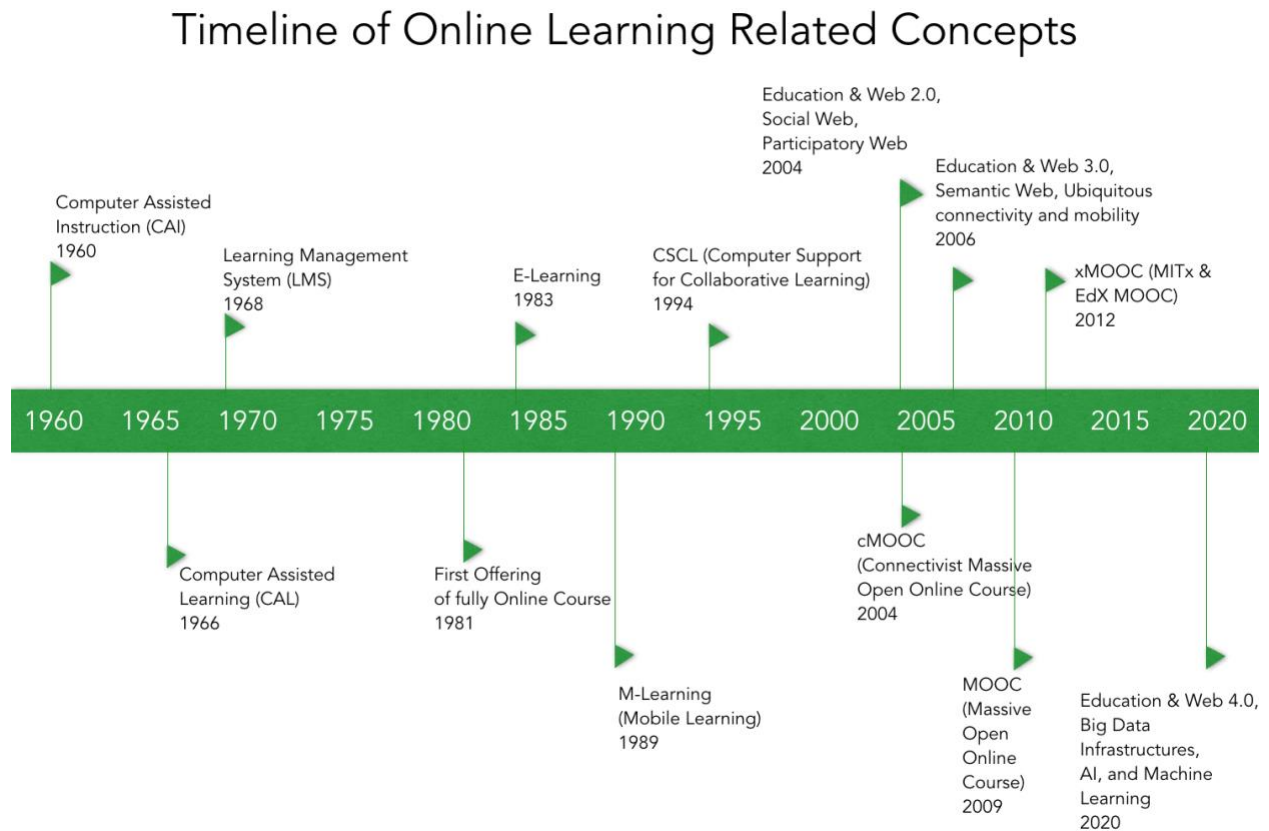 Timeline of Online Learning Related Concepts
Education & Web 2.0,
Social Web,
Participatory Web
2004
Education & Web 3.0,
Semantic Web, Ubiquitous
connectivity and mobility
2006
Computer Assisted
Instruction (CAI)
1960
Learning Management
System (LMS)
1968
E-Learning
1983
CSCL (Computer Support
for Collaborative Learning)
1994
xMOOC (MITx &
EdX MOOC)
2012
1960 1965 1970 1975 1980 1985 1990 1995 2000 2005 2010 2015 2020
Computer Assisted
Learning (CAL)
1966
First Offering
of fully Online Course
1981
M-Learning
(Mobile Learning)
1989
cMOOC
(Connectivist Massive
Open Online Course)
2004
MOOC
(Massive
Open
Online
Course)
2009
Education & Web 4.0,
Big Data
Infrastructures,
AI, and Machine
Learning
2020